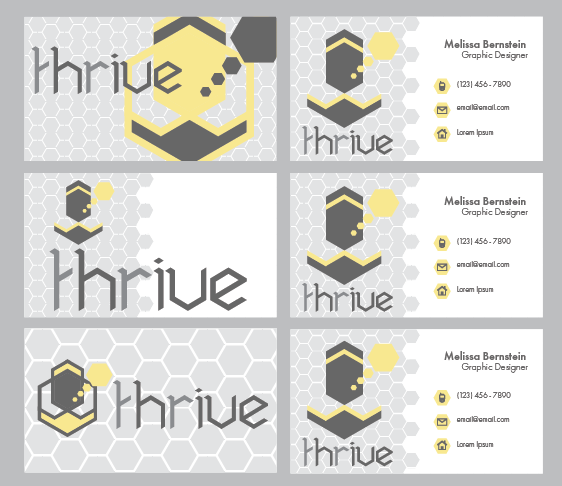 thrive
Melissa Bernstein
Graphic Designer
(123) 456-7890
email@email.com
Lorem Ipsum
thrive
thrive
Melissa Bernstein
Graphic Designer
(123) 456-7890
email@email.com
Lorem Ipsum
thrive
thrive
Melissa Bernstein
Graphic Designer
(123) 456-7890
email@email.com
Lorem Ipsum
thrive